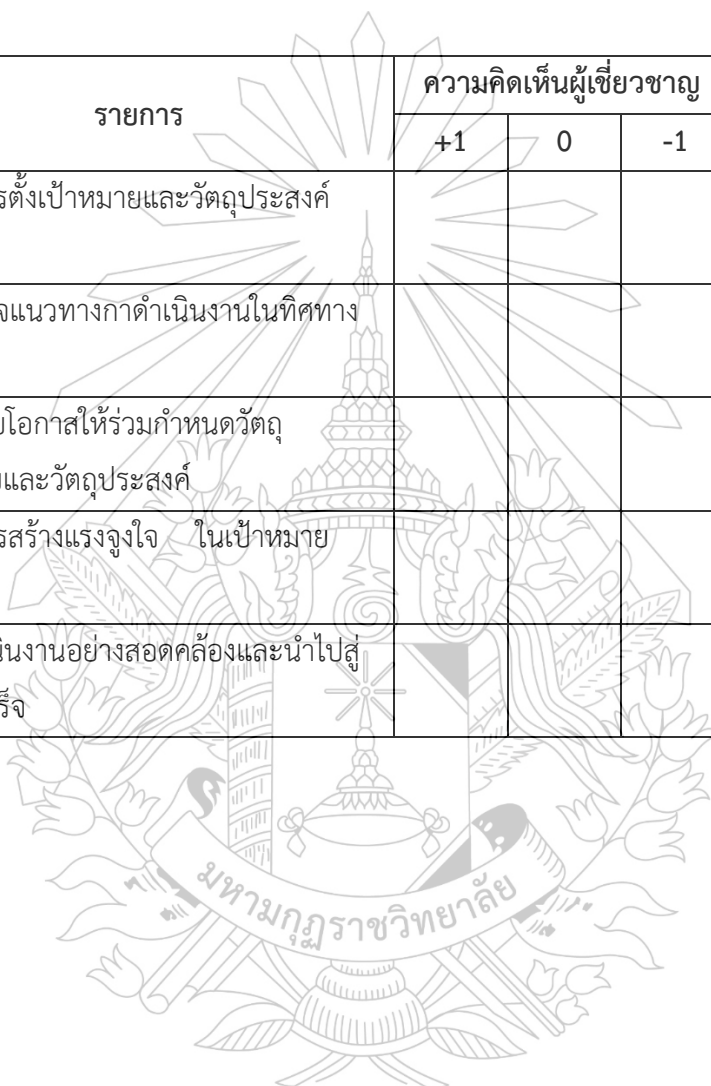 รายการ
ความคิดเห็นผู้เชี่ยวชาญ
+1 0 -1
รตั้งเป้าหมายและวัตถุประสงค์
จแนวทางกาดำเนินงานในทิศทาง
ยโอกาสให้ร่วมกำหนดวัตถุ
ยและวัตถุประสงค์
รสร้างแรงจูงใจ ในเป้าหมาย
นินงานอย่างสอดคล้องและนำไปสู่
ร็จ
มหามกุฏราชวิทยาลัย